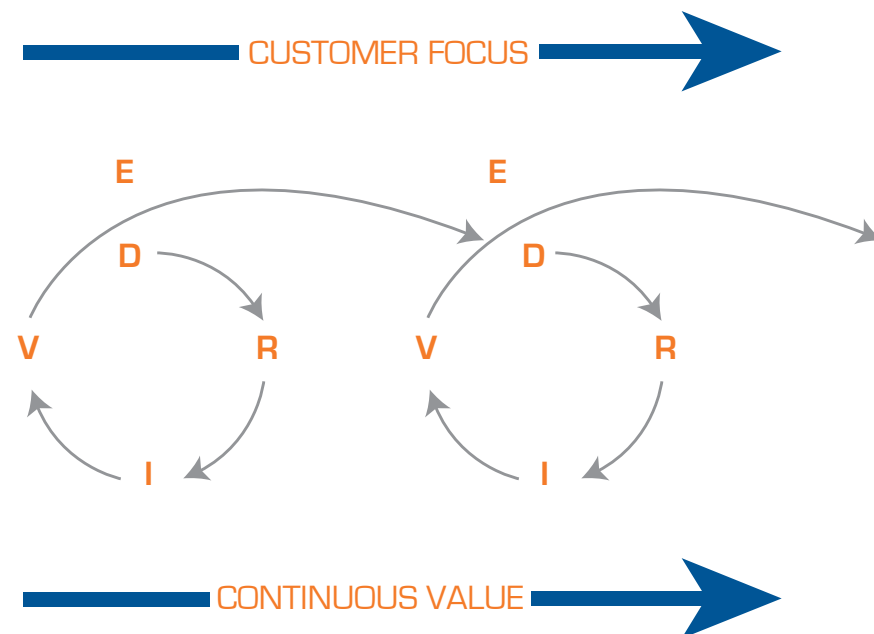 CUSTOMER FOCUS
E E
D D
V R V R
I I
CONTINUOUS VALUE